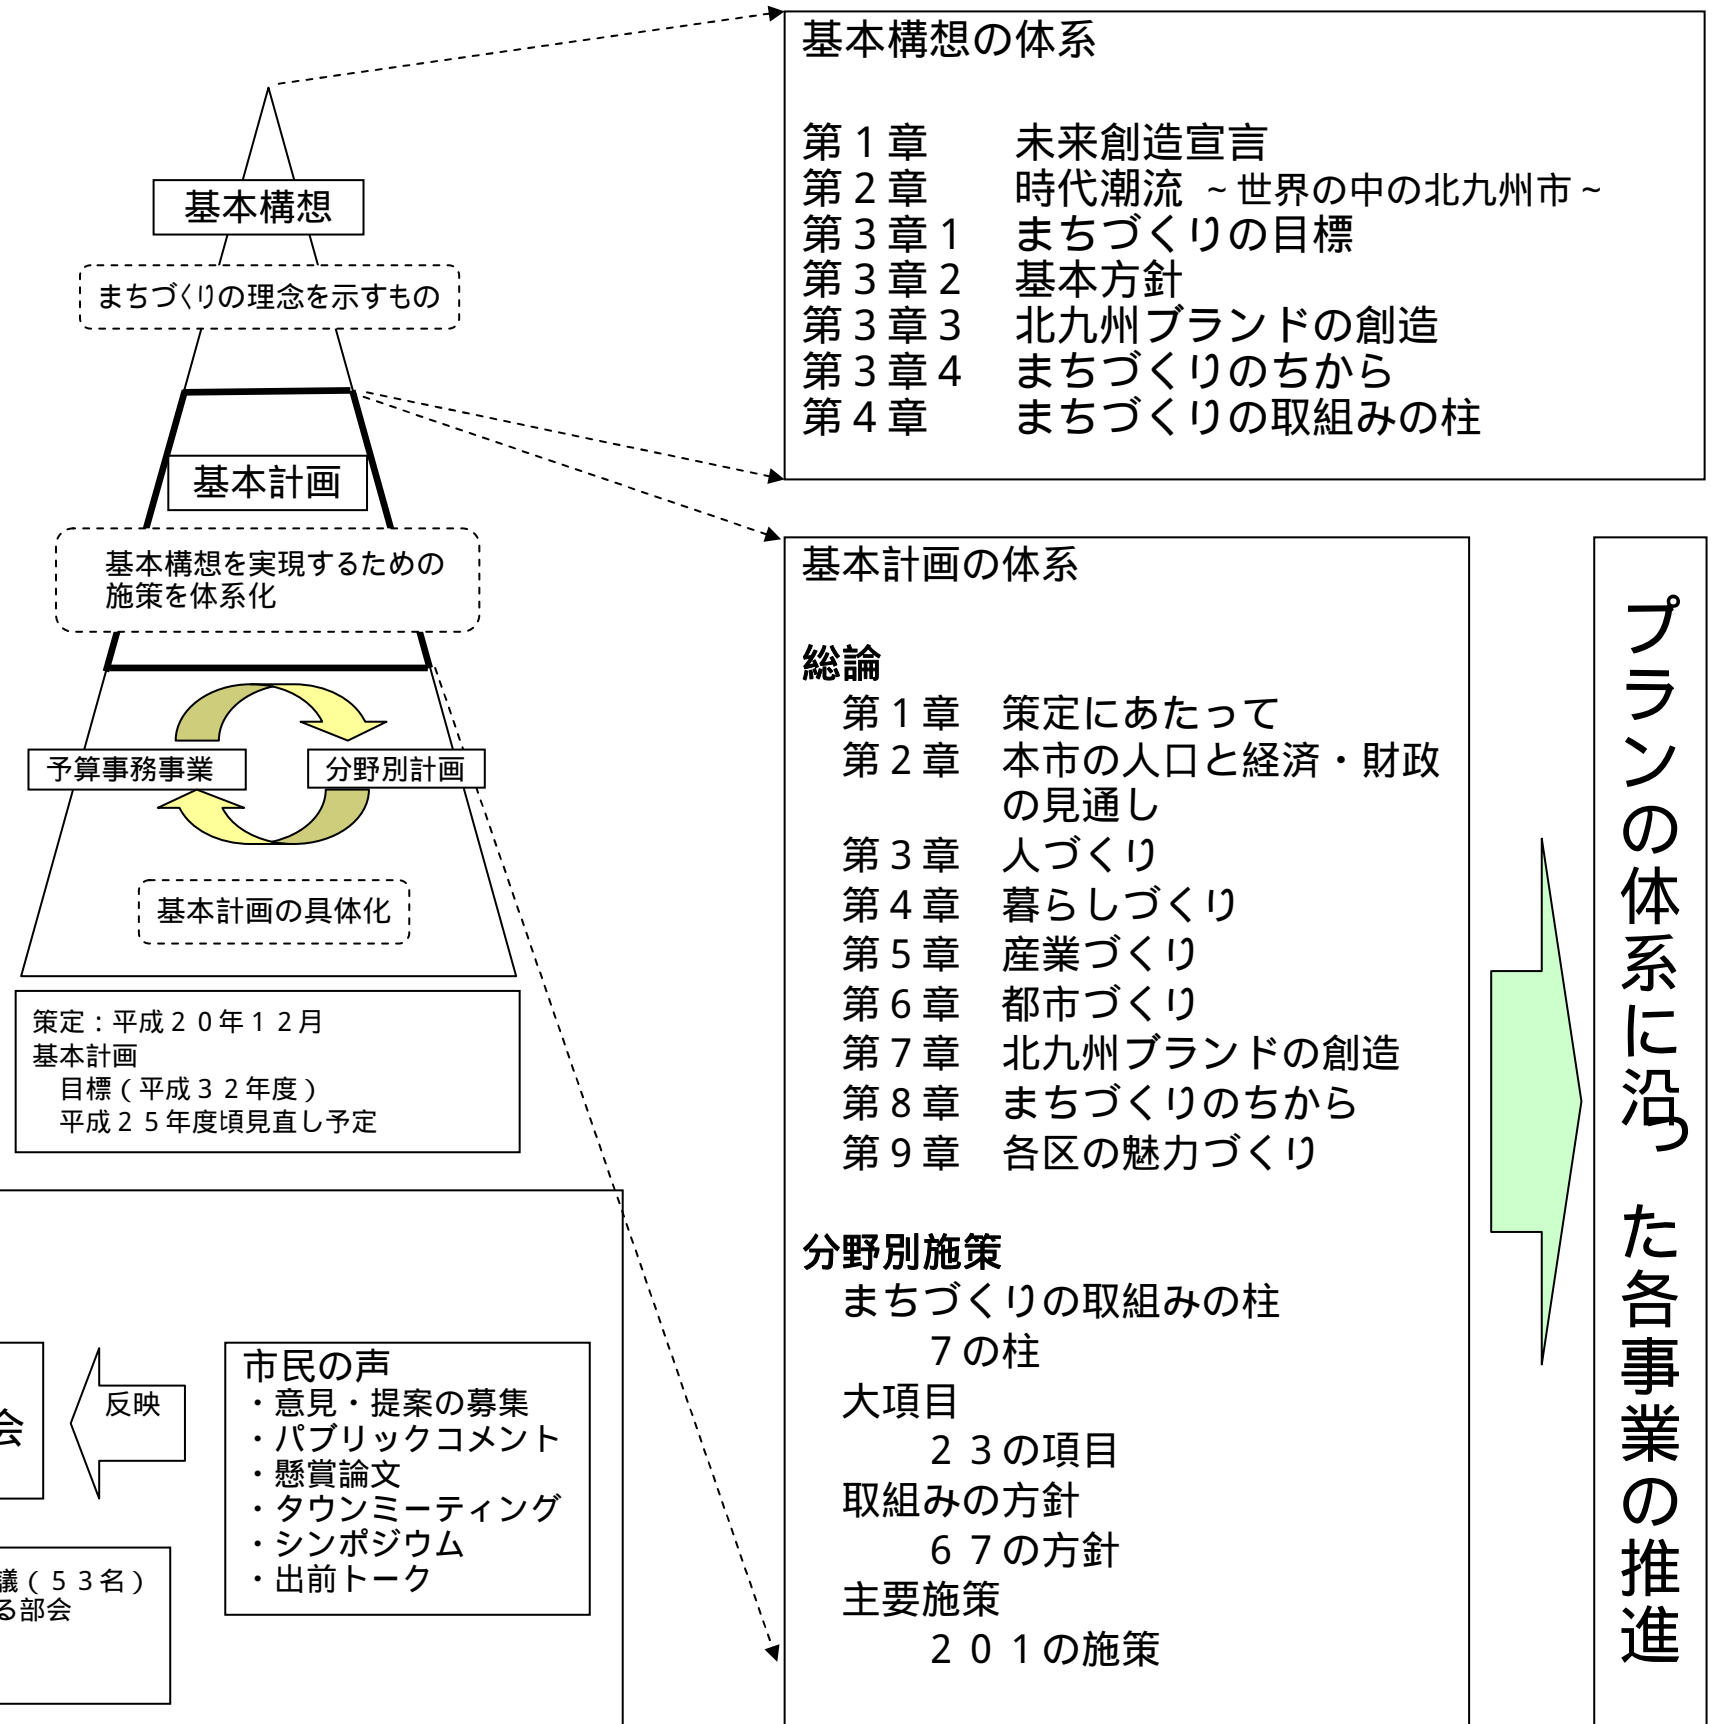 基本構想
まちづくりの理念を示すもの
基本計画
基本構想を実現するための
施策を体系化
予算事務事業
分野別計画
基本計画の具体化
策定：平成２０年１２月
基本計画
目標（平成３２年度）
平成２５年度頃見直し予定
会
反映
市民の声
・意見・提案の募集
・パブリックコメント
・懸賞論文
・タウンミーティング
・シンポジウム
・出前トーク
議（５３名）
る部会
基本構想の体系
第１章　未来創造宣言
第２章　時代潮流 ～世界の中の北九州市～
第３章１　まちづくりの目標
第３章２　基本方針
第３章３　北九州ブランドの創造
第３章４　まちづくりのちから
第４章　まちづくりの取組みの柱
基本計画の体系
総論
第１章　策定にあたって
第２章　本市の人口と経済・財政
の見通し
第３章　人づくり
第４章　暮らしづくり
第５章　産業づくり
第６章　都市づくり
第７章　北九州ブランドの創造
第８章　まちづくりのちから
第９章　各区の魅力づくり
分野別施策
まちづくりの取組みの柱
７の柱
大項目
２３の項目
取組みの方針
６７の方針
主要施策
２０１の施策
プランの体系に沿った各事業の推進